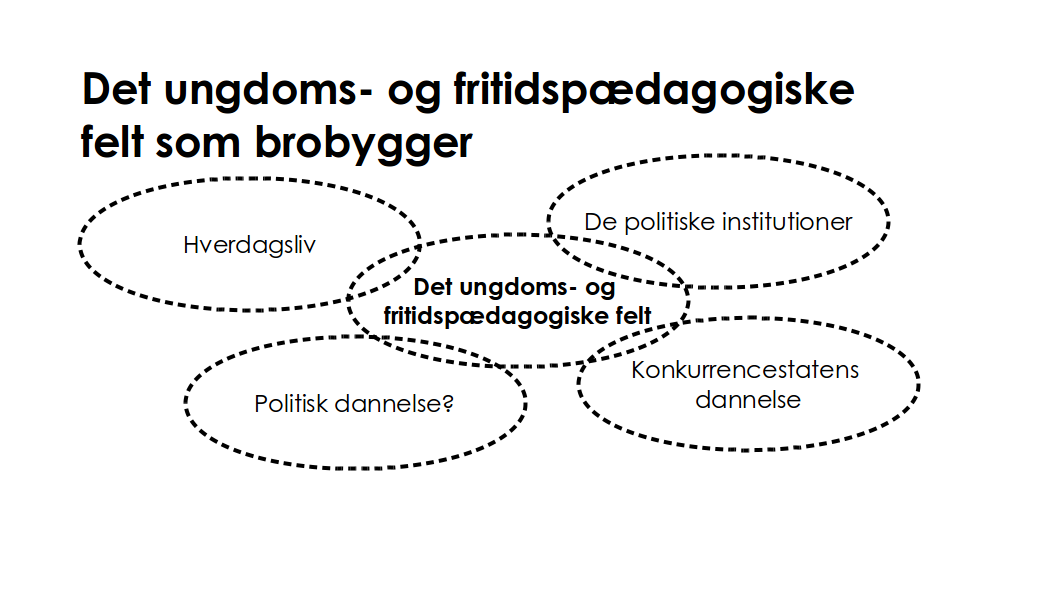 Det ungdoms- og fritidspædagogiske
felt som brobygger
Hverdagsliv
De politiske institutioner
Det ungdoms- og
fritidspædagogiske felt
Politisk dannelse?
Konkurrencestatens
dannelse